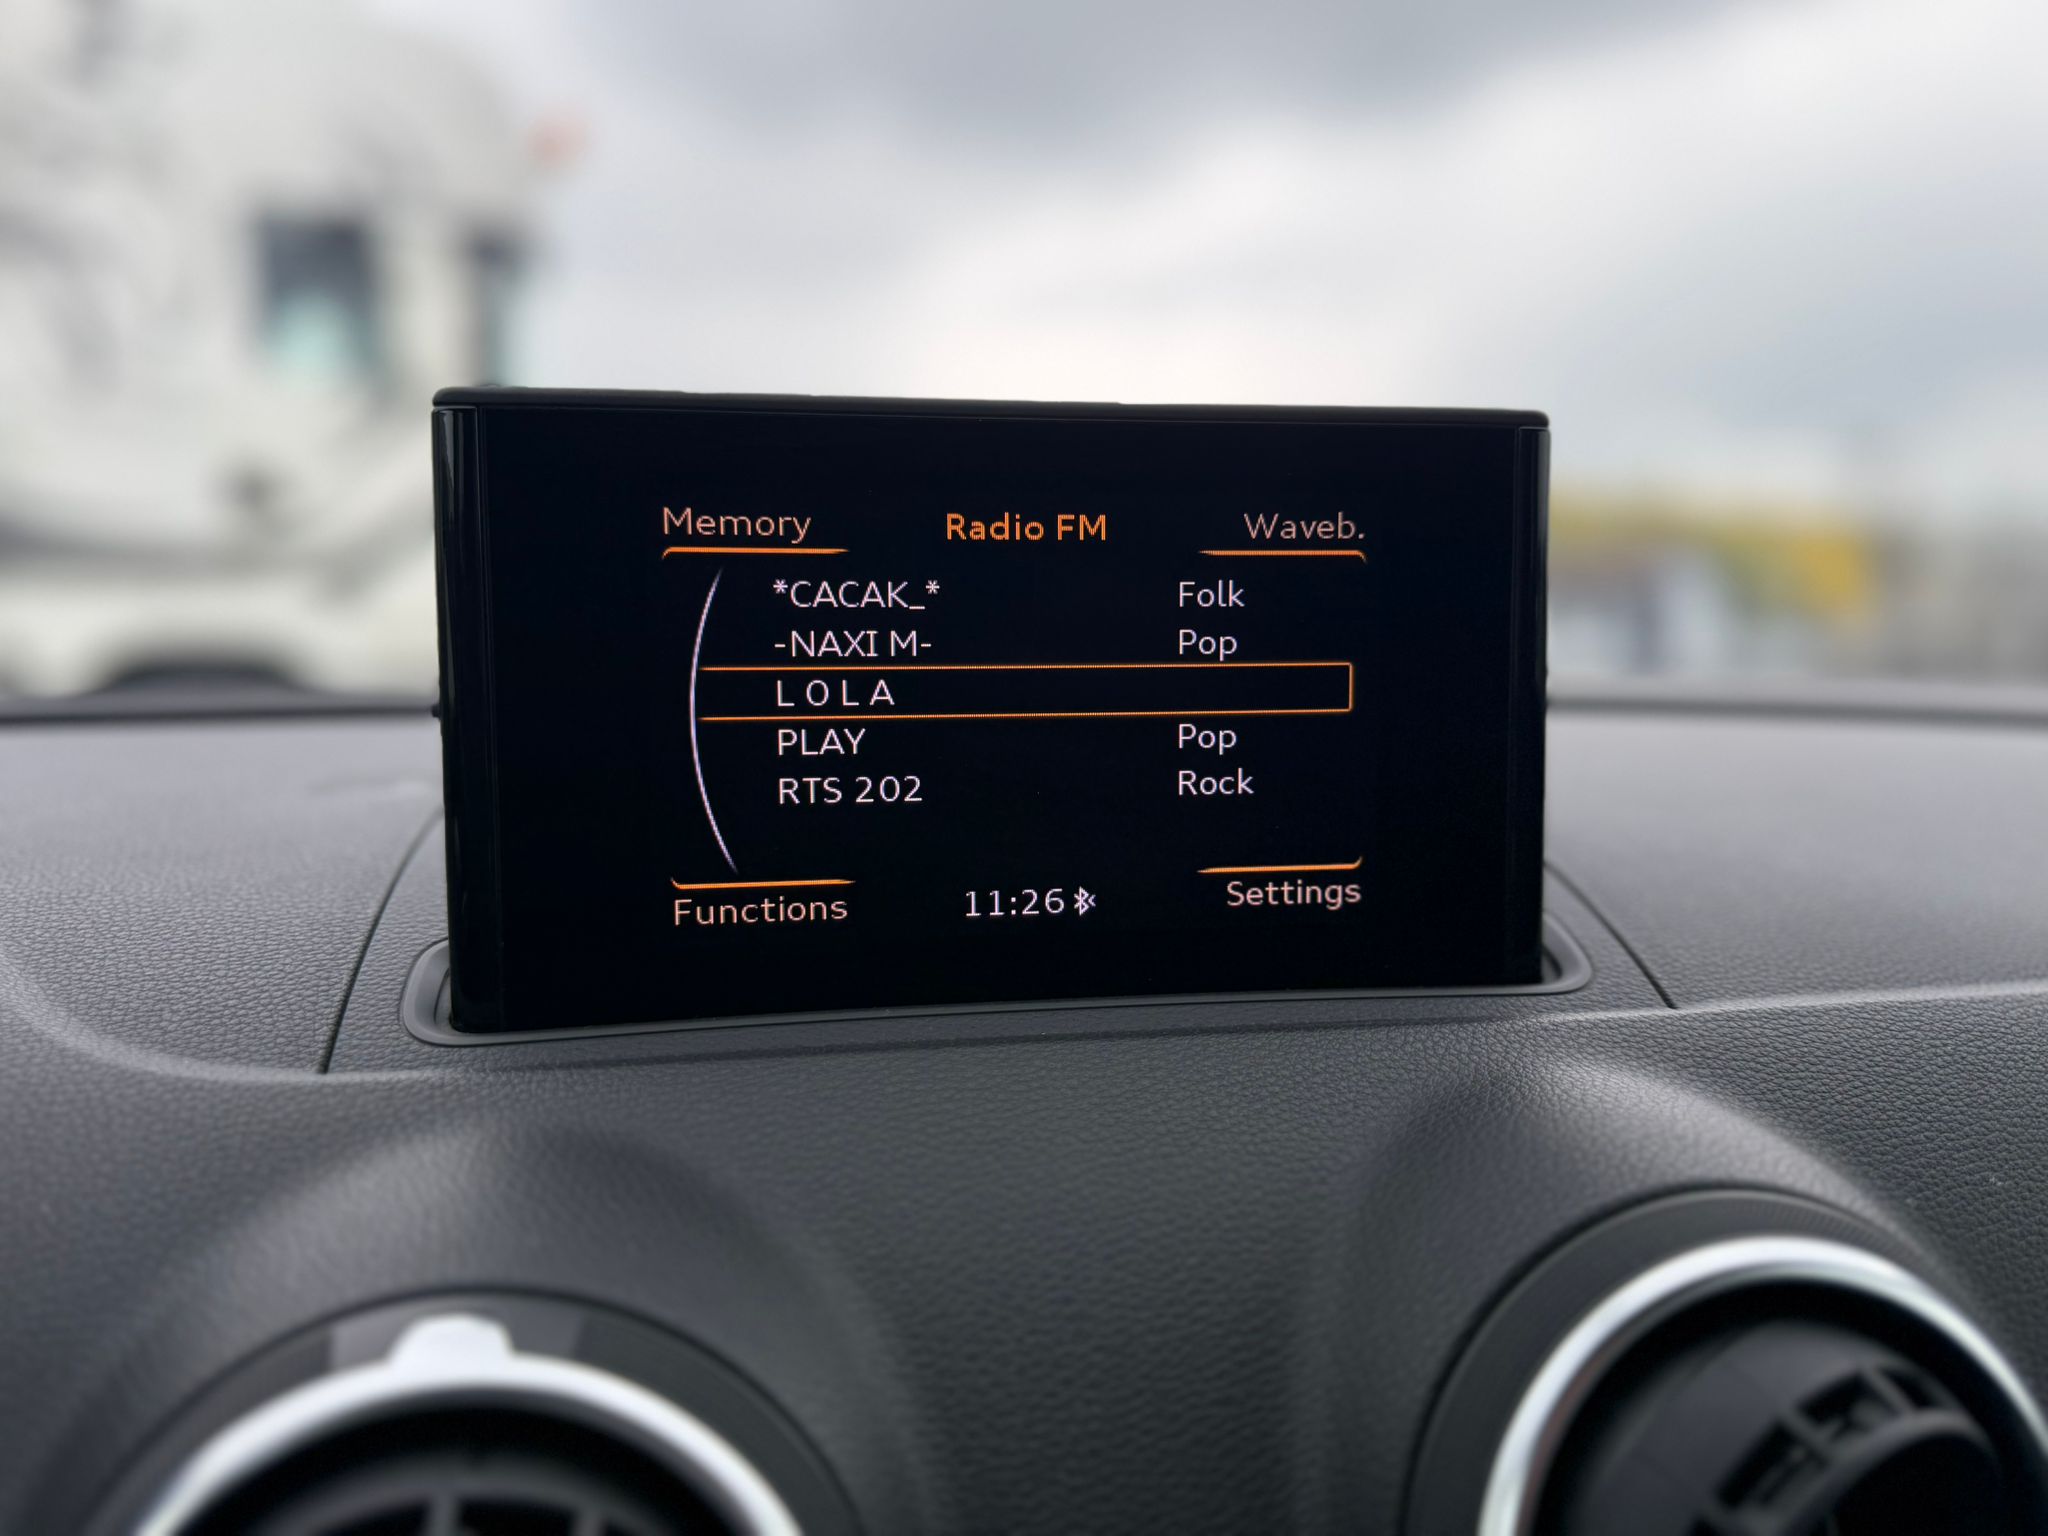 Memory Radio FM Waveb.
*CACAK_* Folk
-NAXI M- Pop
L O L A
PLAY Pop
RTS 202 Rock
Functions 11:26 Settings